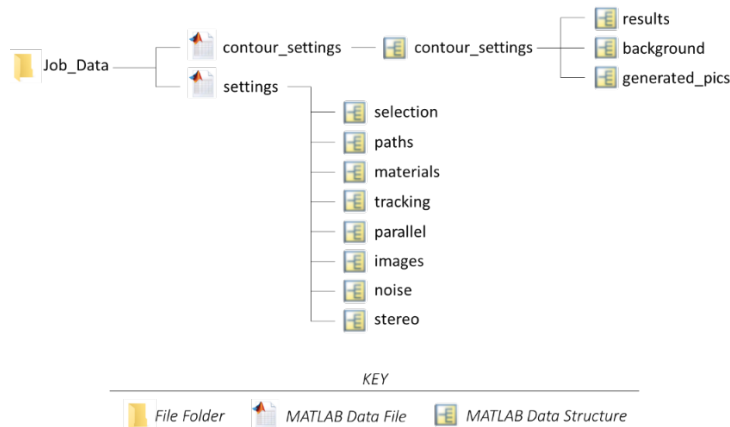 results
Job_Data
contour_settings
contour_settings
background
settings
generated_pics
selection
paths
materials
tracking
parallel
images
noise
stereo
KEY
File Folder
MATLAB Data File
MATLAB Data Structure